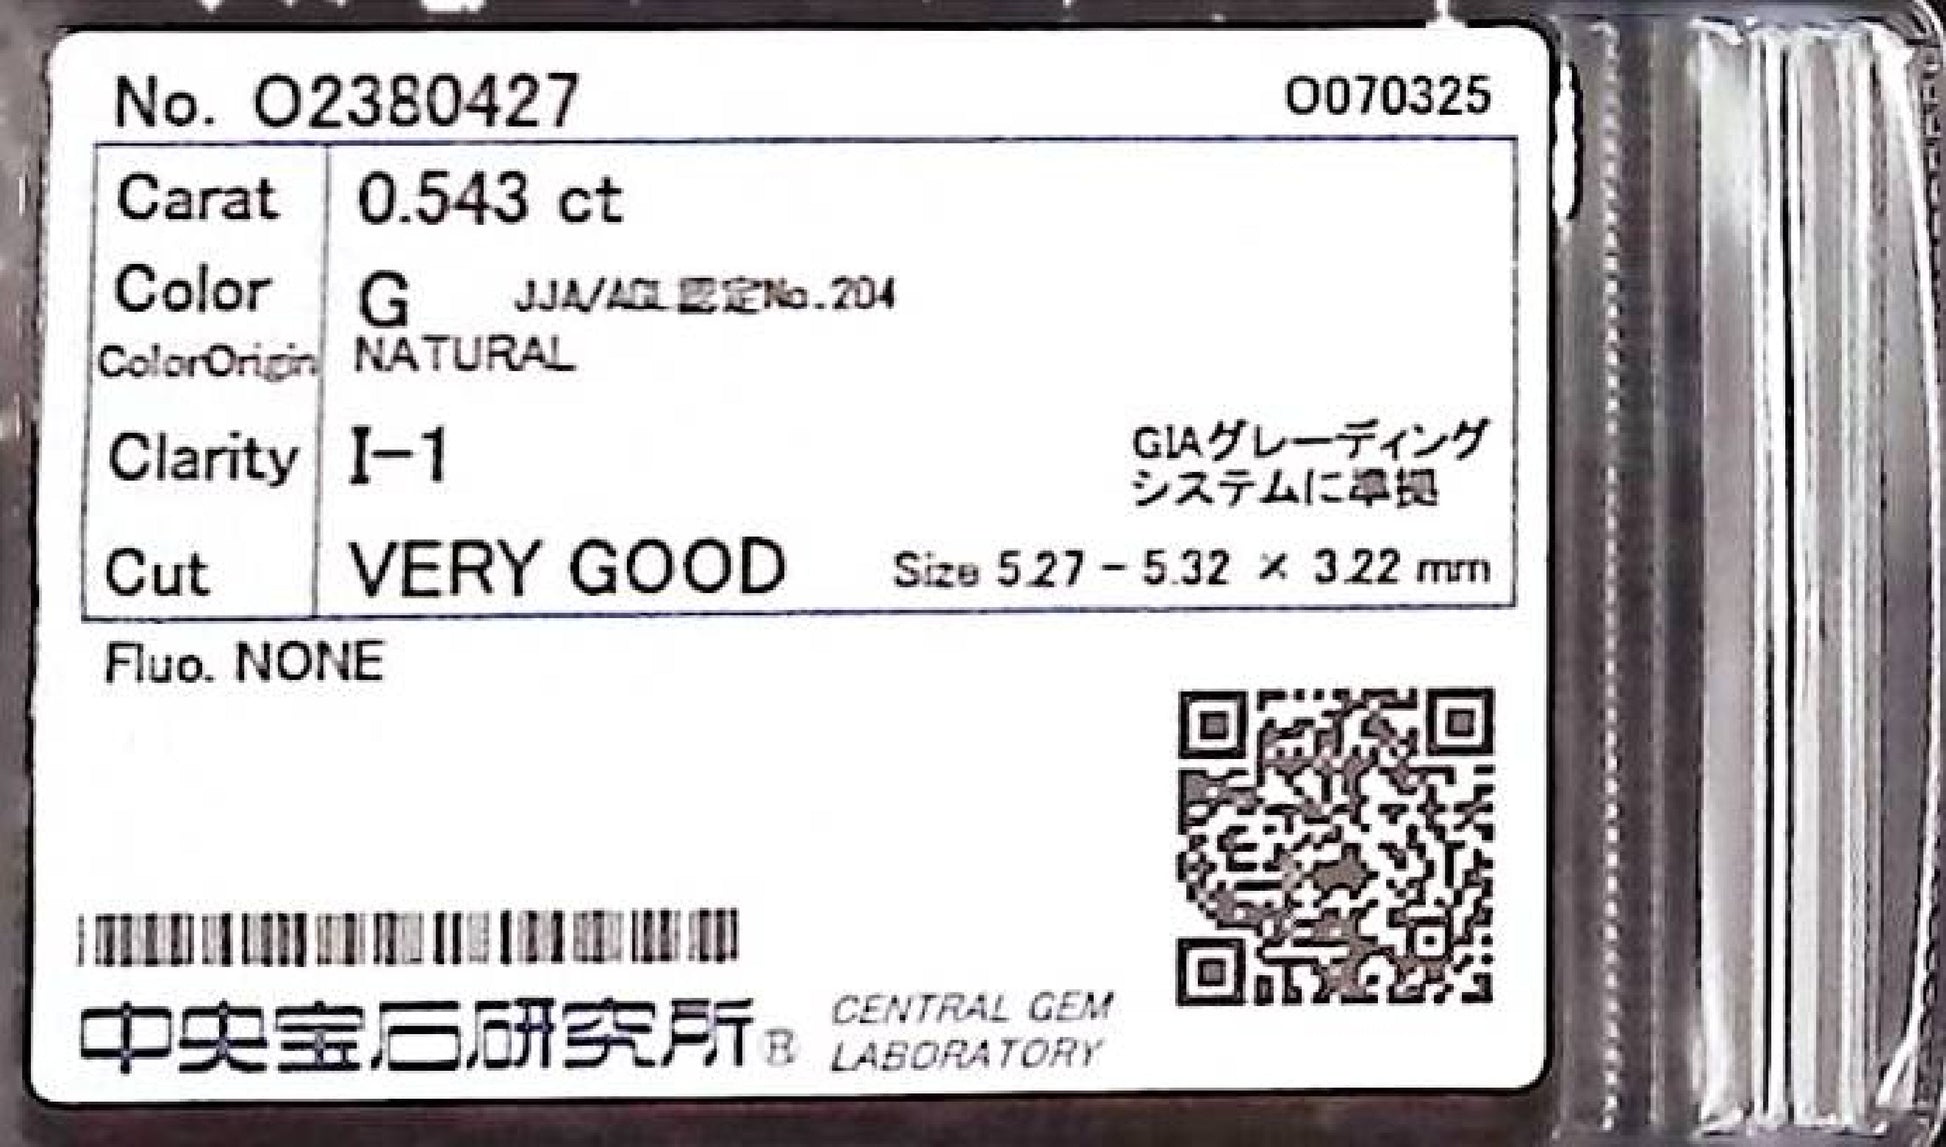 No. O2380427 O070325
Carat 0.543 ct
Color G JJA/AGL認定No.204
ColorOrigin NATURAL
Clarity I-1 GIAグレーディング
システムに準拠
Cut VERY GOOD Size 5.27 - 5.32 × 3.22 mm
Fluo. NONE
中央宝石研究所® CENTRAL GEM
LABORATORY